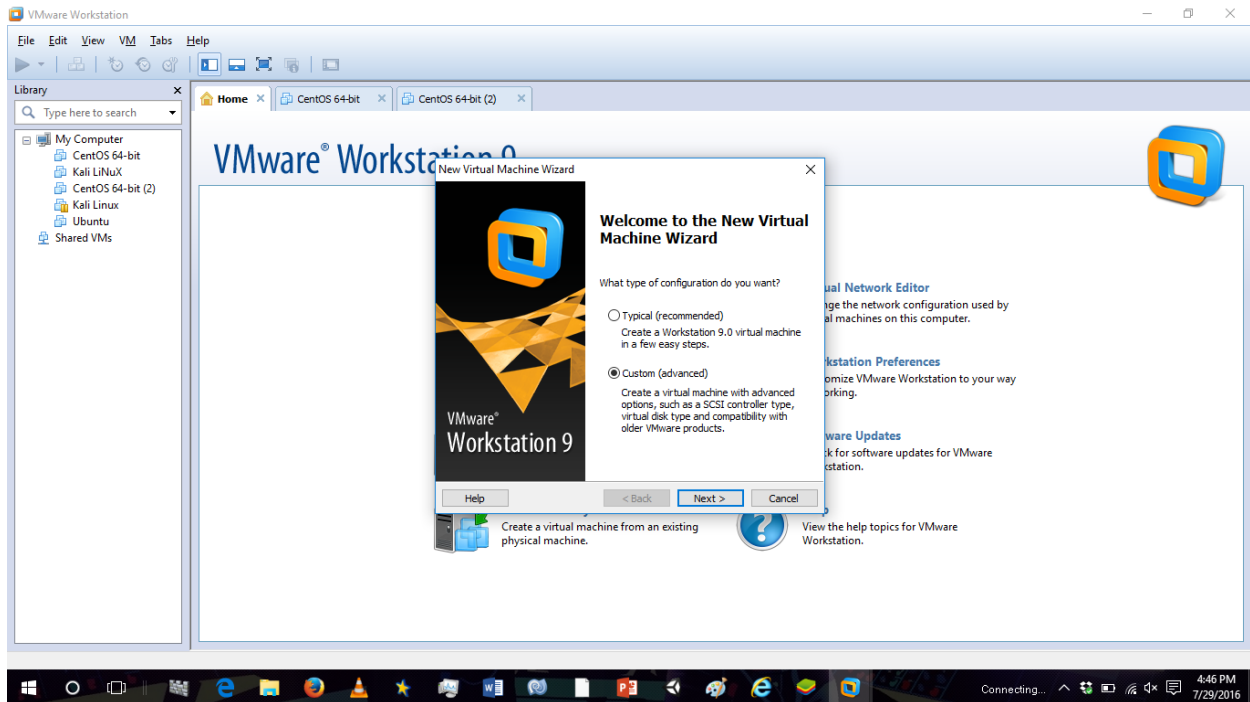 VMware Workstation
File Edit View VM Tabs Help
Library
Type here to search
My Computer
CentOS 64-bit
Kali LiNuX
CentOS 64-bit (2)
Kali Linux
Ubuntu
Shared VMs
Home
CentOS 64-bit
CentOS 64-bit (2)
VMware® Workstation 9
New Virtual Machine Wizard
Welcome to the New Virtual
Machine Wizard
What type of configuration do you want?
Typical (recommended)
Create a Workstation 9.0 virtual machine
in a few easy steps.
Custom (advanced)
Create a virtual machine with advanced
options, such as a SCSI controller type,
virtual disk type and compatibility with
older VMware products.
VMware®
Workstation 9
Help
< Back
Next >
Cancel
ual Network Editor
nge the network configuration used by
al machines on this computer.
kstation Preferences
omize VMware Workstation to your way
orking.
ware Updates
ck for software updates for VMware
kstation.
Create a virtual machine from an existing
physical machine.
View the help topics for VMware
Workstation.
Connecting...
4:46 PM
7/29/2016